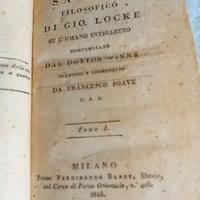 FILOSOFICO
DI GIO. LOCKE
SU L'UMANO INTELLETTO
COMPENDIATO
DAL DOTTOR WINNE
TRADOTTO E COMMENTATO
DA FRANCESCO SOAVE
C. R. S.
Tomo I.
MILANO
Presso FERDINANDO BARET, librajo,
sul Corso di Porta Orientale, n.°
1815.